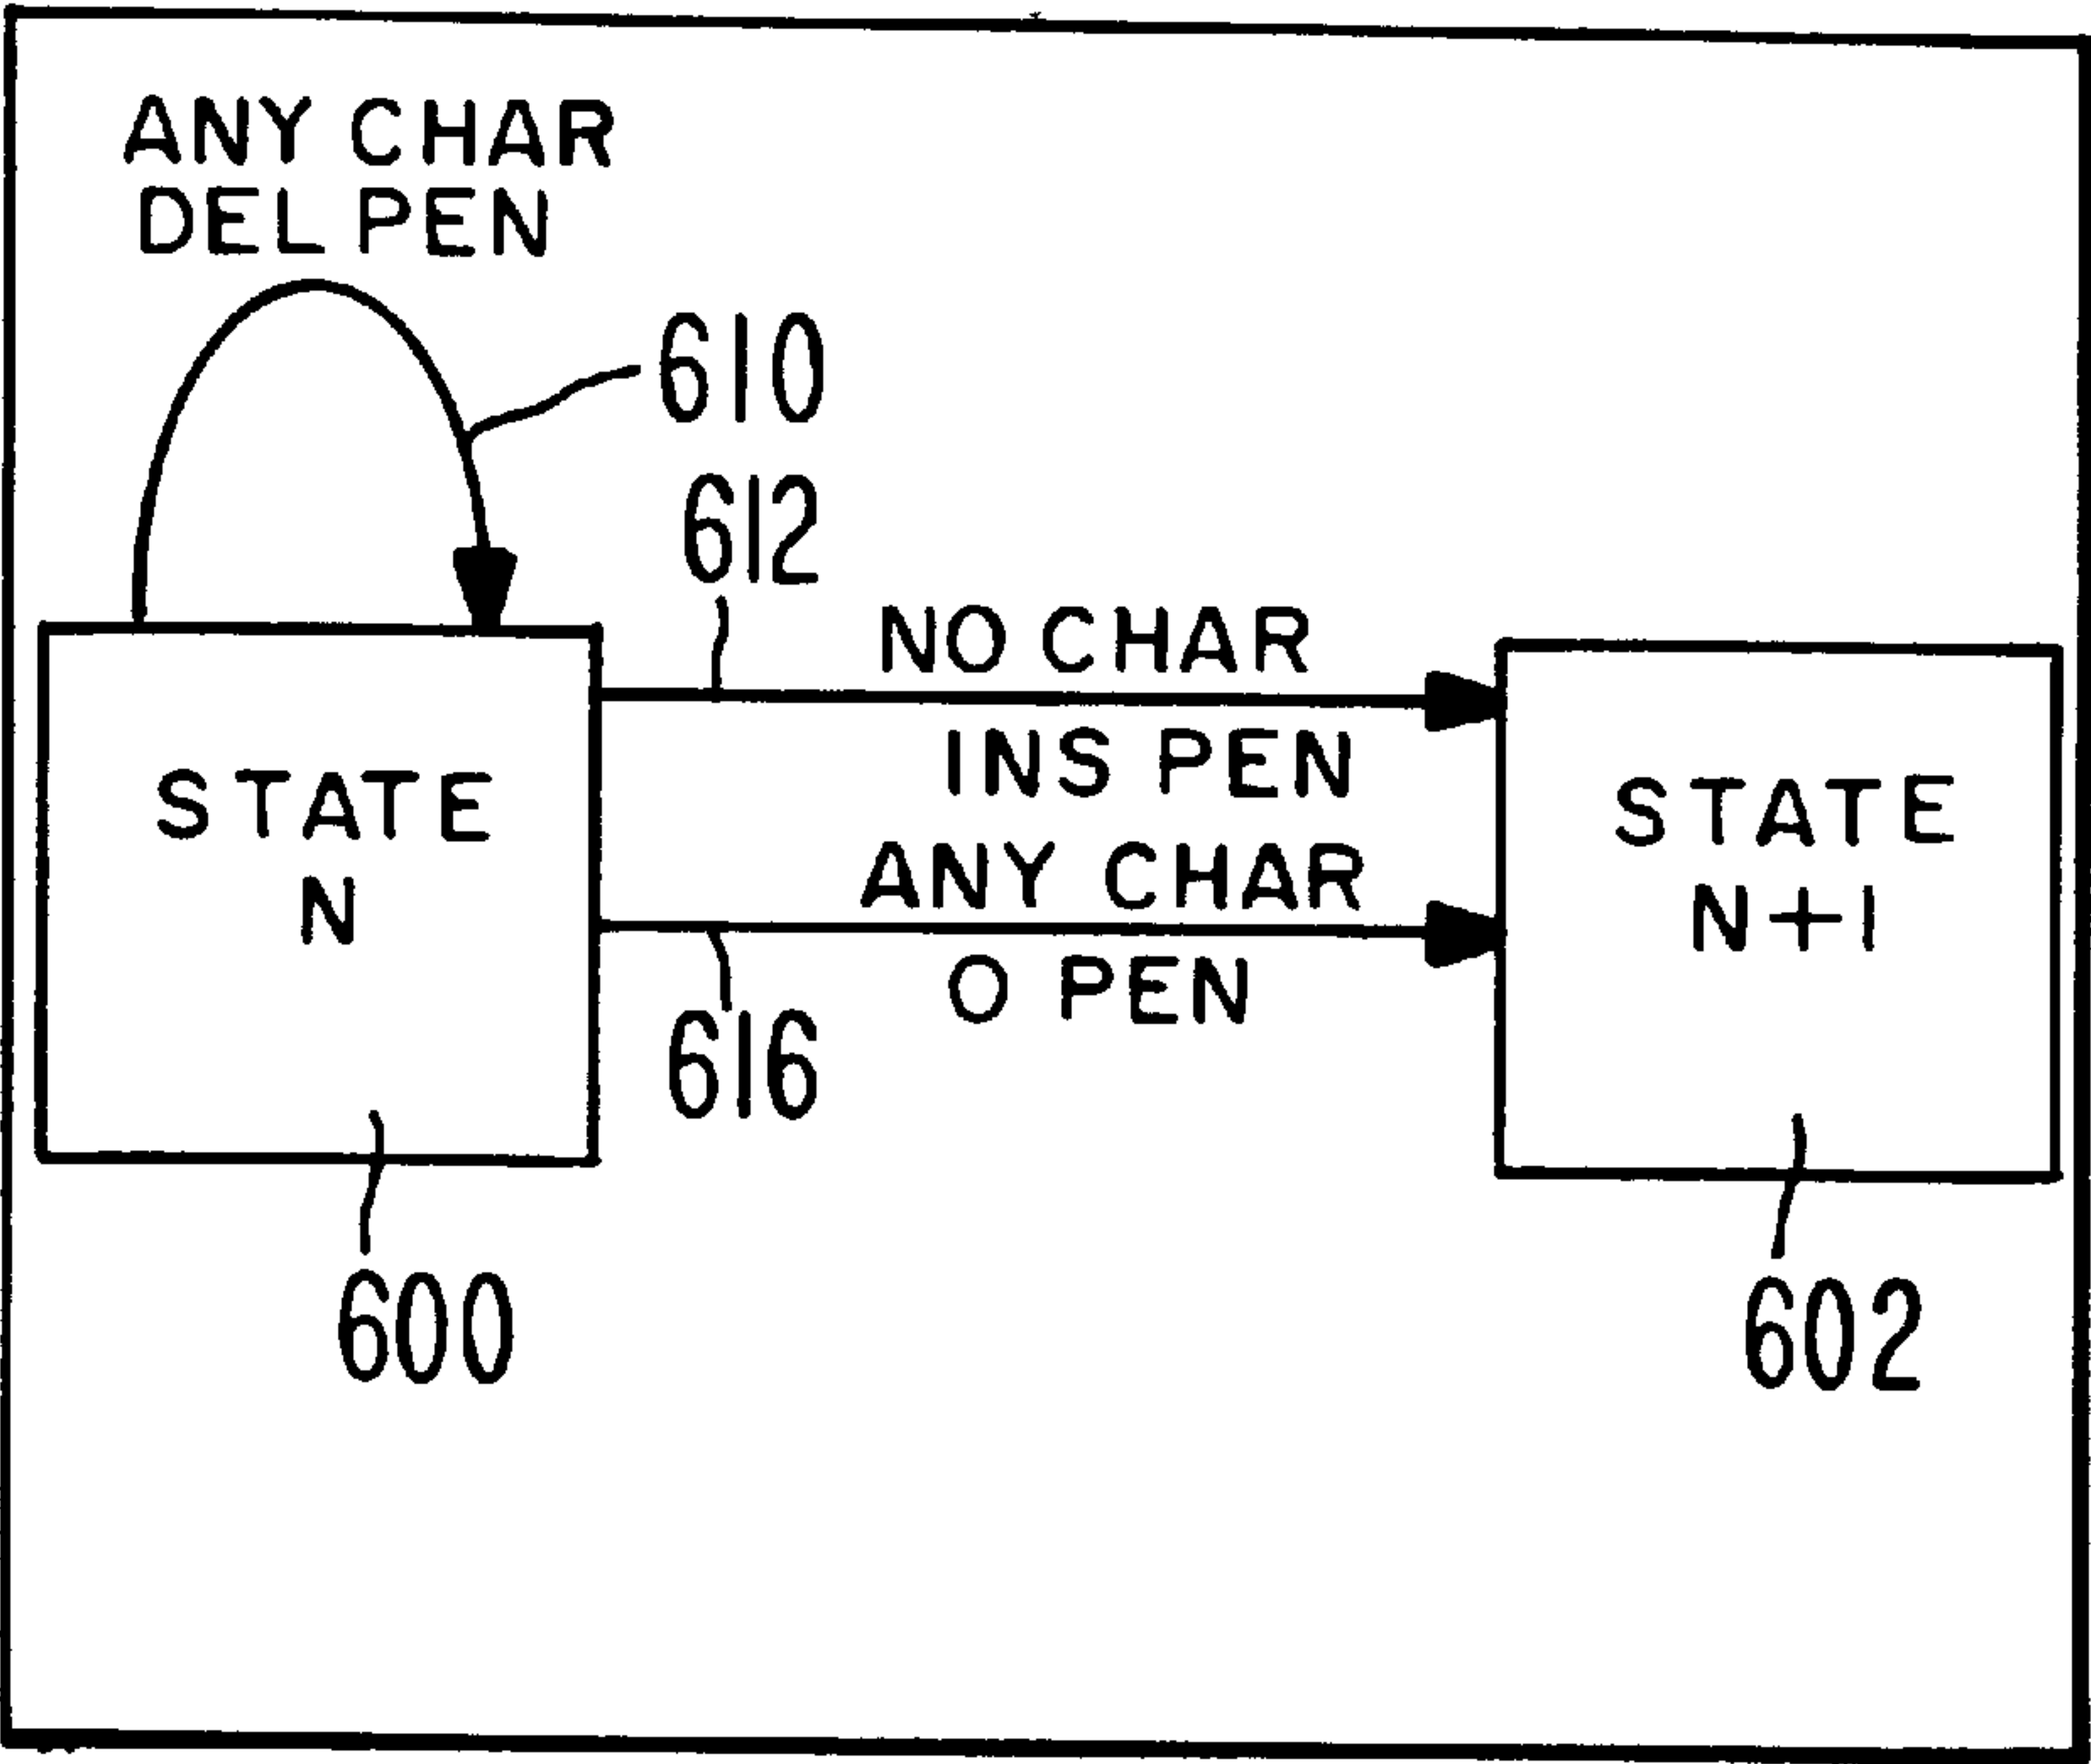 ANY CHAR
DEL PEN
610
612
NO CHAR
INS PEN
STATE
N
ANY CHAR
O PEN
STATE
N+1
616
600
602